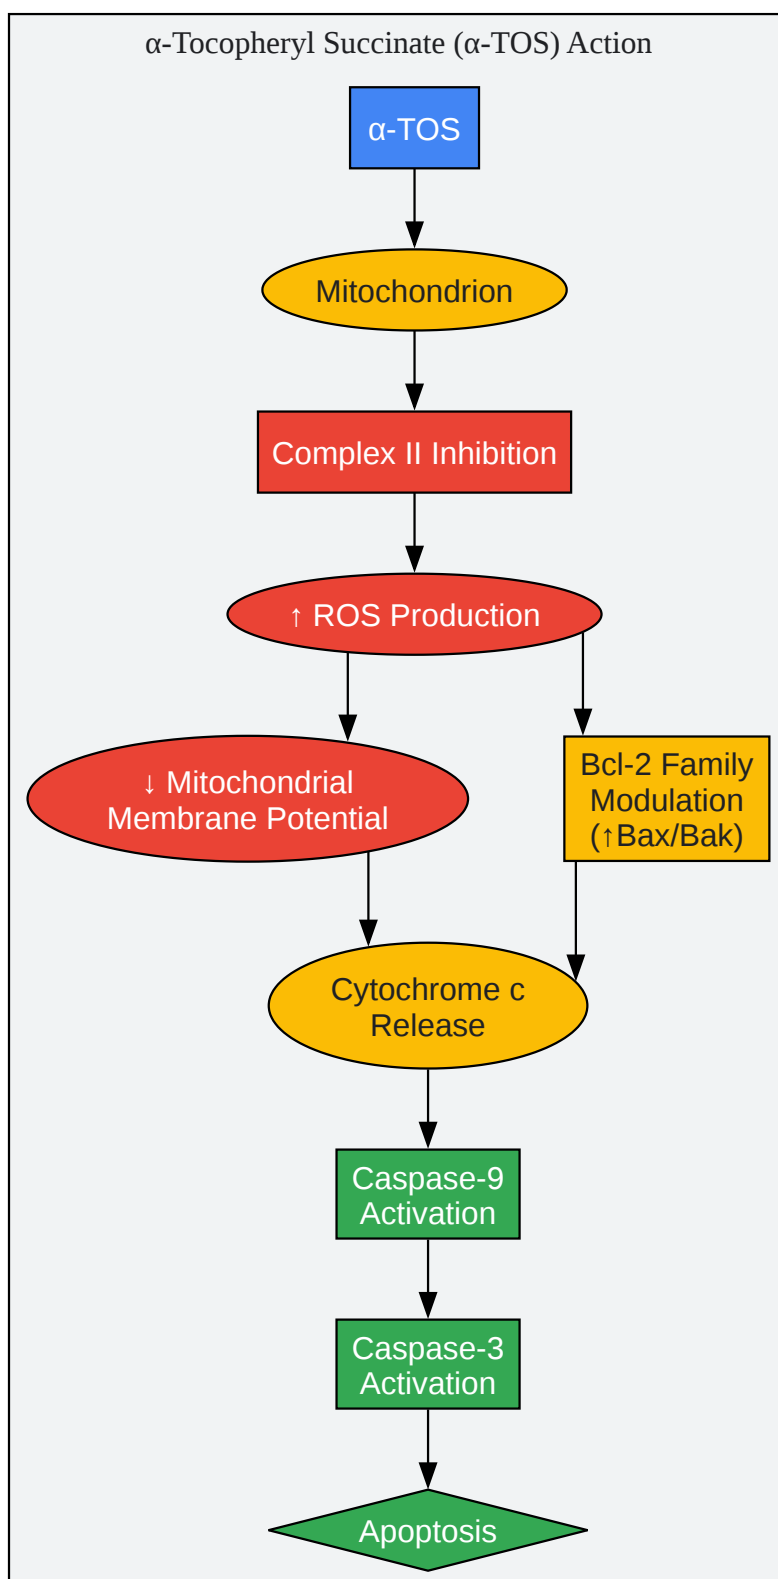 α-Tocopheryl Succinate (α-TOS) Action
α-TOS
Mitochondrion
Complex II Inhibition
↑ ROS Production
↓ Mitochondrial
Membrane Potential
Bcl-2 Family
Modulation
(↑Bax/Bak)
Cytochrome c
Release
Caspase-9
Activation
Caspase-3
Activation
Apoptosis